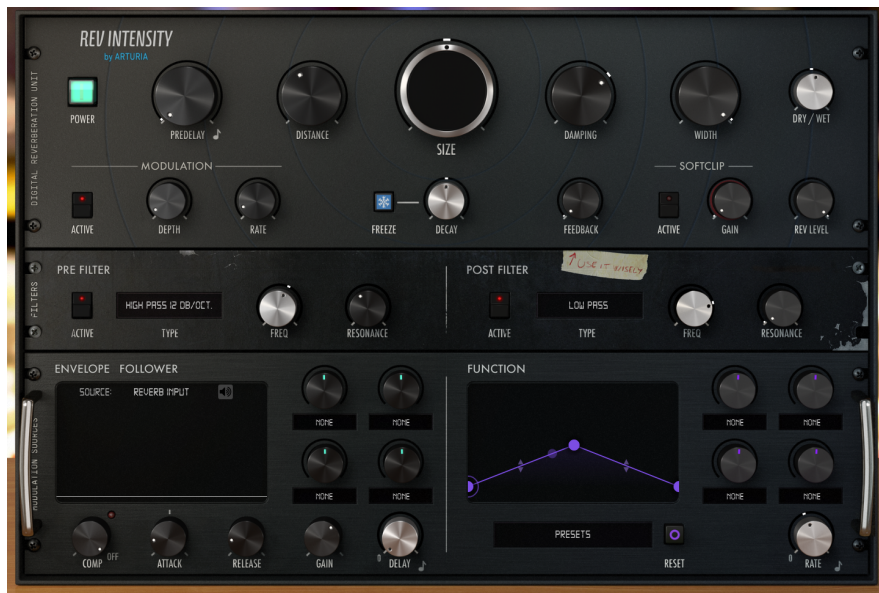 REV INTENSITY
by ARTURIA
DIGITAL REVERBERATION UNIT
POWER
PREDELAY
DISTANCE
SIZE
DAMPING
WIDTH
DRY / WET
MODULATION
SOFTCLIP
ACTIVE
DEPTH
RATE
FREEZE
DECAY
FEEDBACK
ACTIVE
GAIN
REV LEVEL
FILTERS
PRE FILTER
POST FILTER
↑ USE IT WISELY
HIGH PASS 12 DB/OCT.
LOW PASS
ACTIVE
TYPE
FREQ
RESONANCE
ACTIVE
TYPE
FREQ
RESONANCE
MODULATION SOURCES
ENVELOPE FOLLOWER
FUNCTION
SOURCE: REVERB INPUT
NONE
NONE
NONE
NONE
NONE
NONE
NONE
NONE
PRESETS
COMP
OFF
ATTACK
RELEASE
GAIN
0
DELAY
RESET
0
RATE